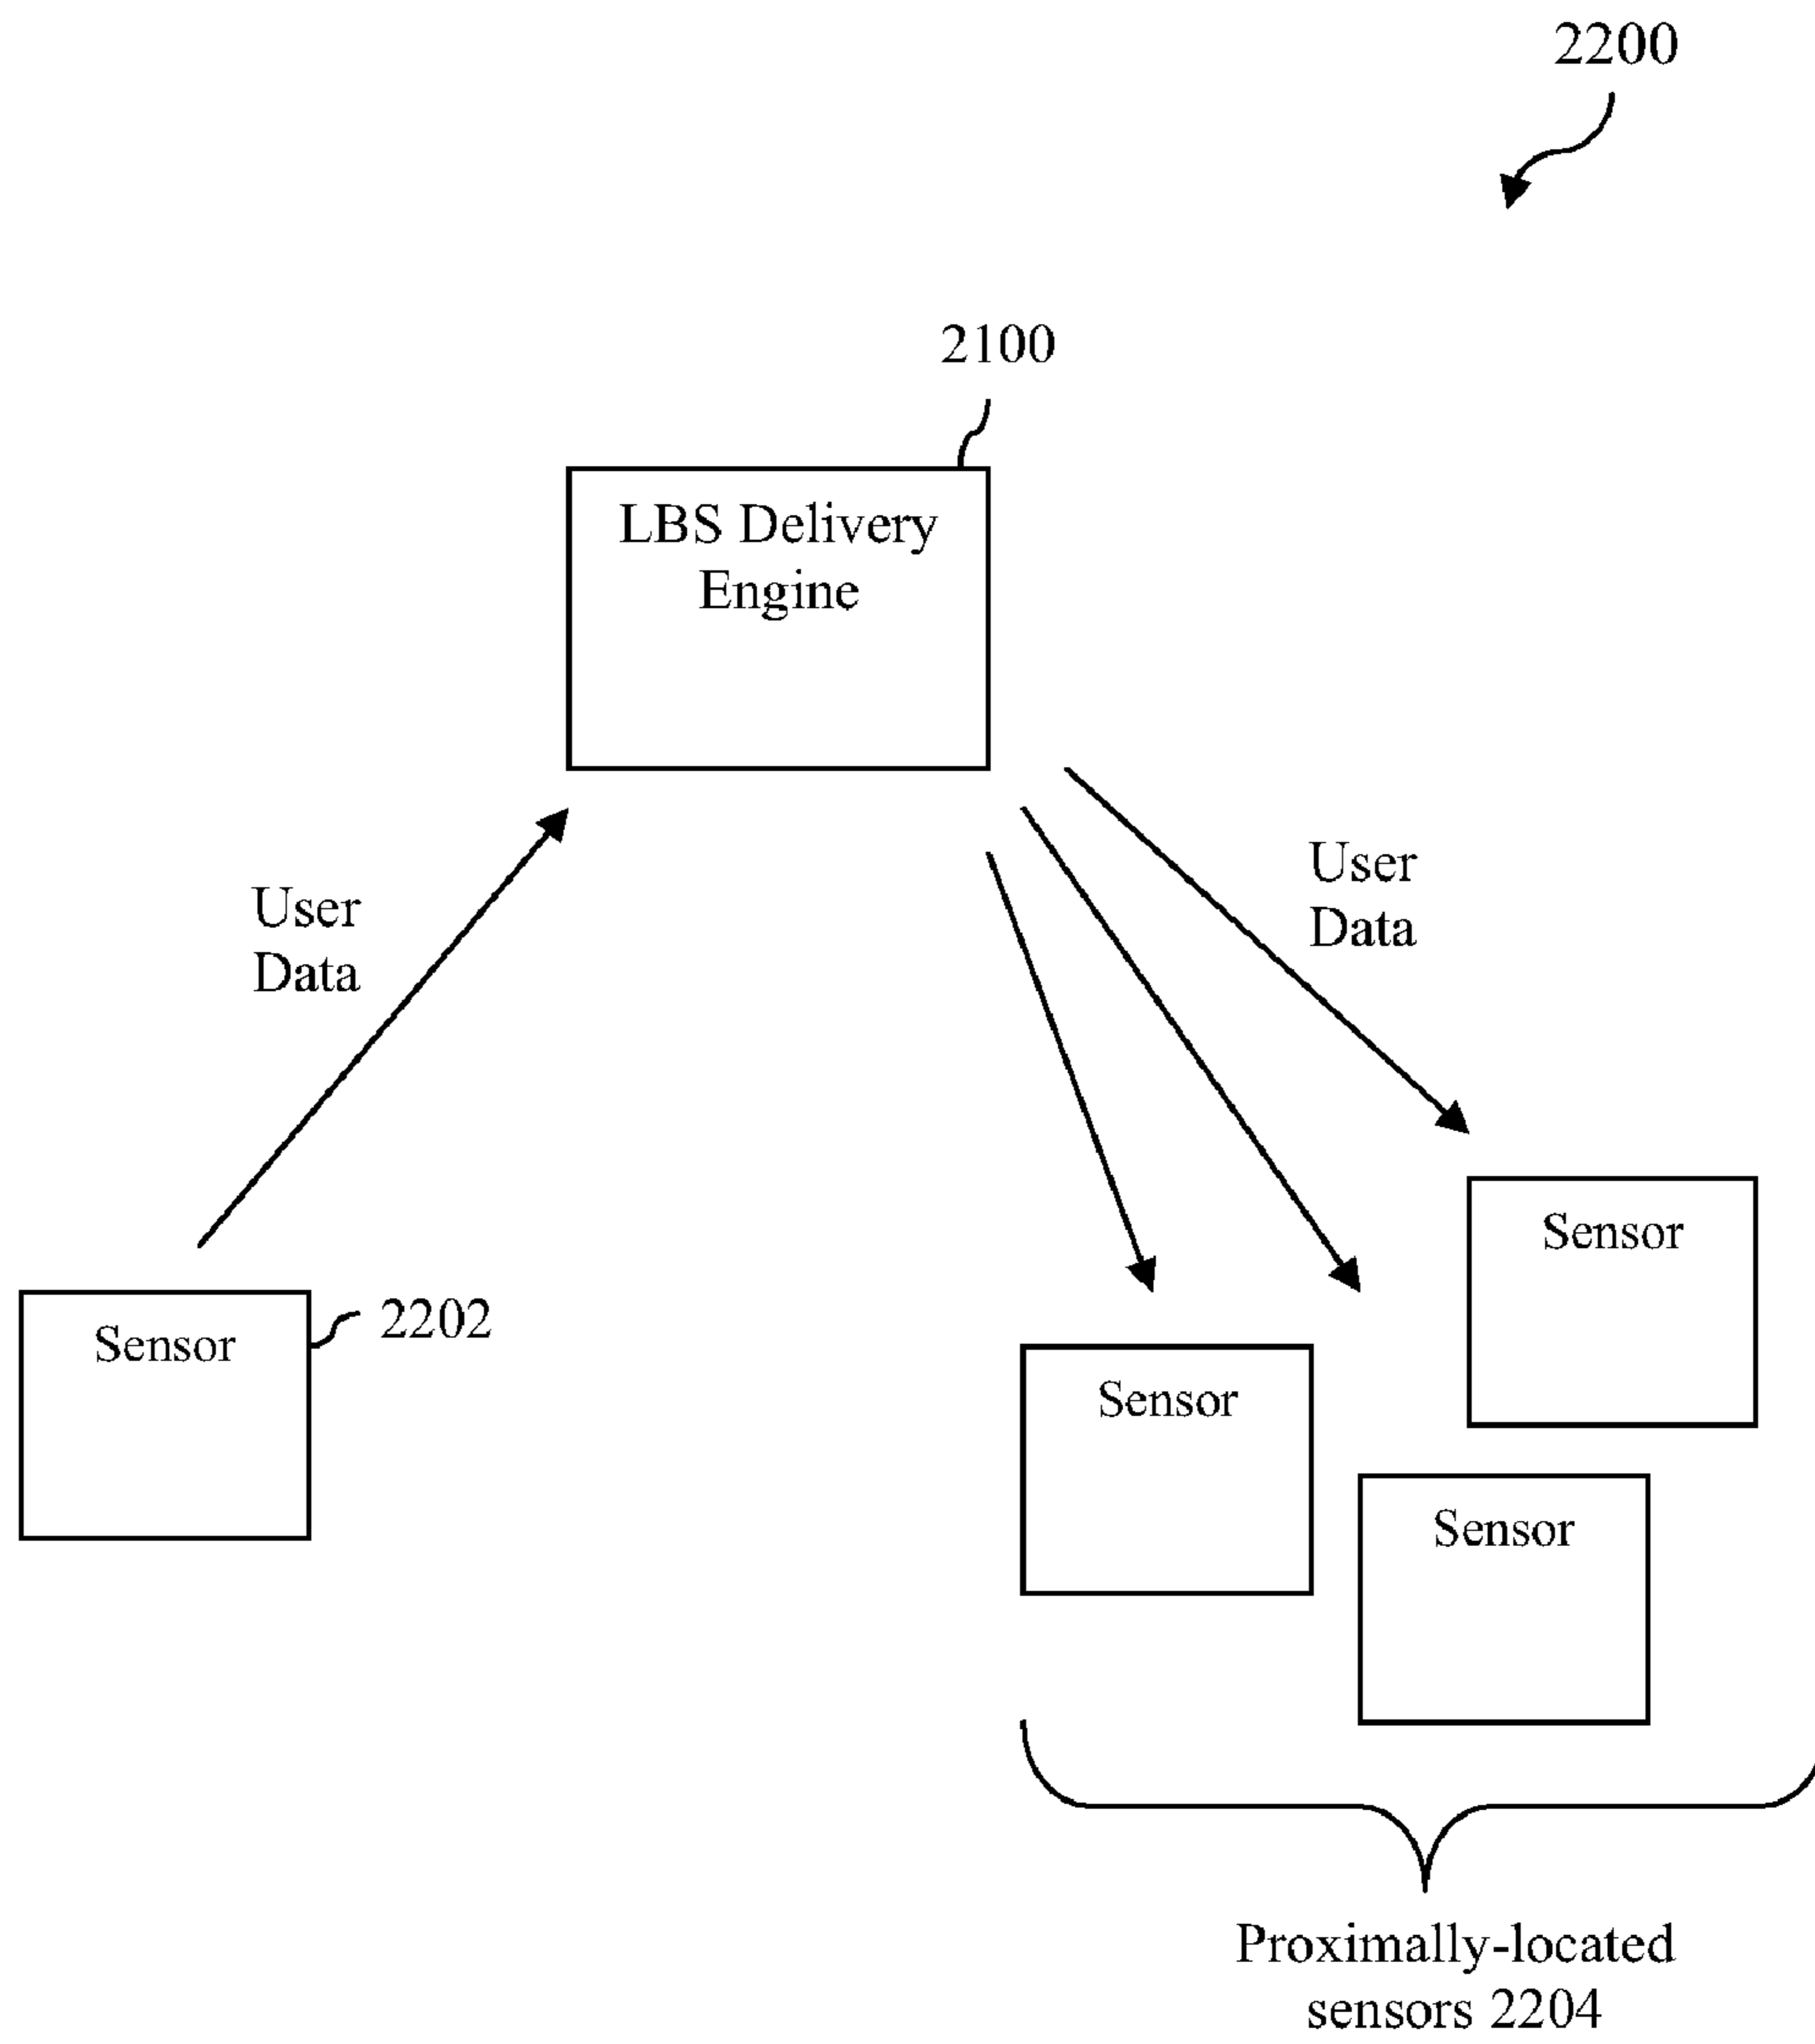 2200
2100
LBS Delivery
Engine
User
Data
User
Data
Sensor
2202
Sensor
Sensor
Sensor
Proximally-located
sensors 2204